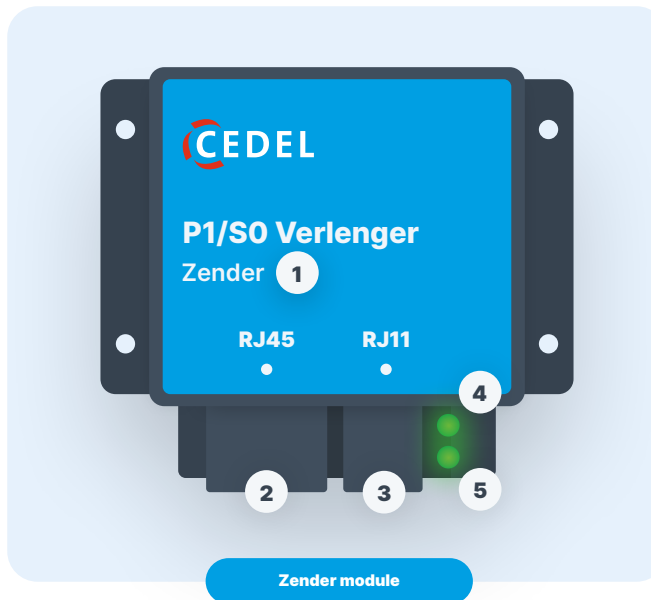 CEDEL
P1/S0 Verlenger
Zender 1
RJ45 RJ11
4
2 3 5
Zender module